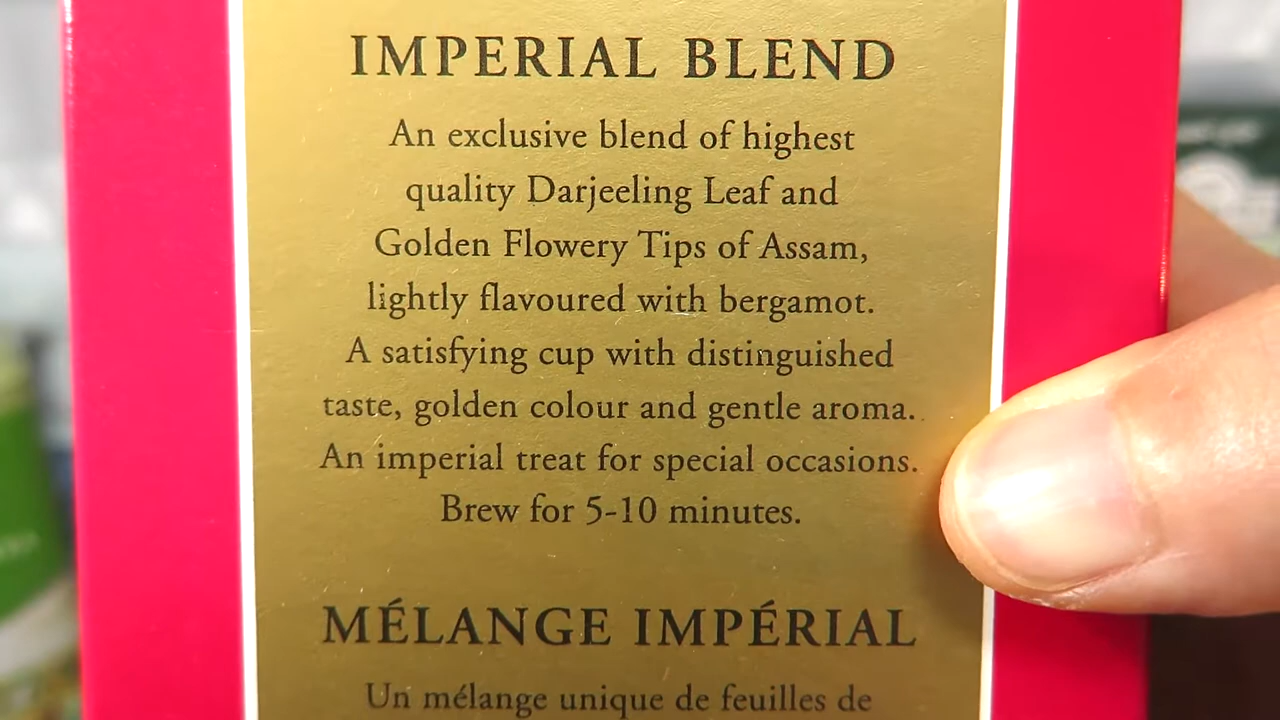 IMPERIAL BLEND
An exclusive blend of highest
quality Darjeeling Leaf and
Golden Flowery Tips of Assam,
lightly flavoured with bergamot.
A satisfying cup with distinguished
taste, golden colour and gentle aroma.
An imperial treat for special occasions.
Brew for 5-10 minutes.
MÉLANGE IMPÉRIAL
Un mélange unique de feuilles de